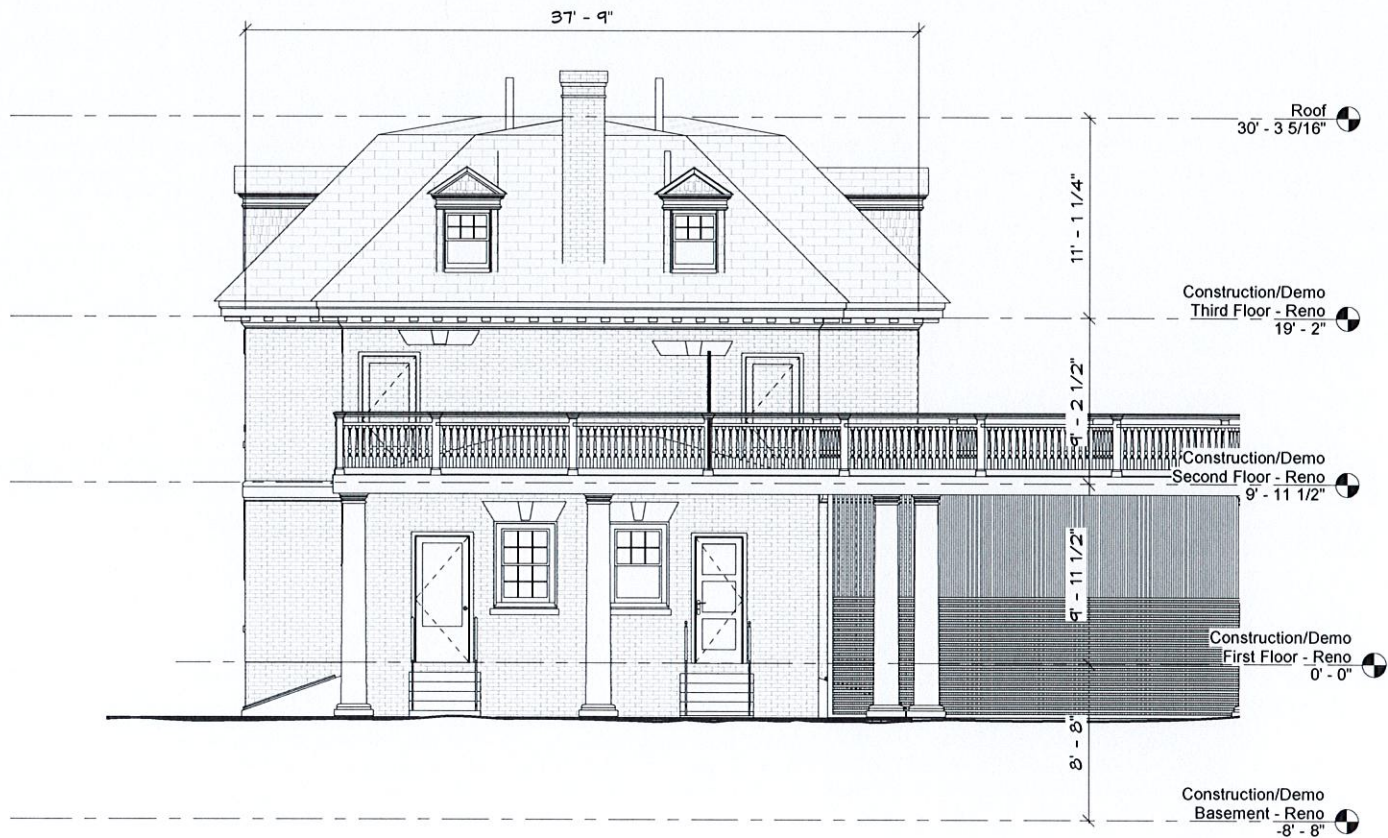 37' - 9"
Roof
30' - 3 5/16"
11' - 1 1/4"
Construction/Demo
Third Floor - Reno
19' - 2"
9' - 2 1/2"
Construction/Demo
Second Floor - Reno
9' - 11 1/2"
9' - 11 1/2"
Construction/Demo
First Floor - Reno
0' - 0"
8' - 8"
Construction/Demo
Basement - Reno
-8' - 8"